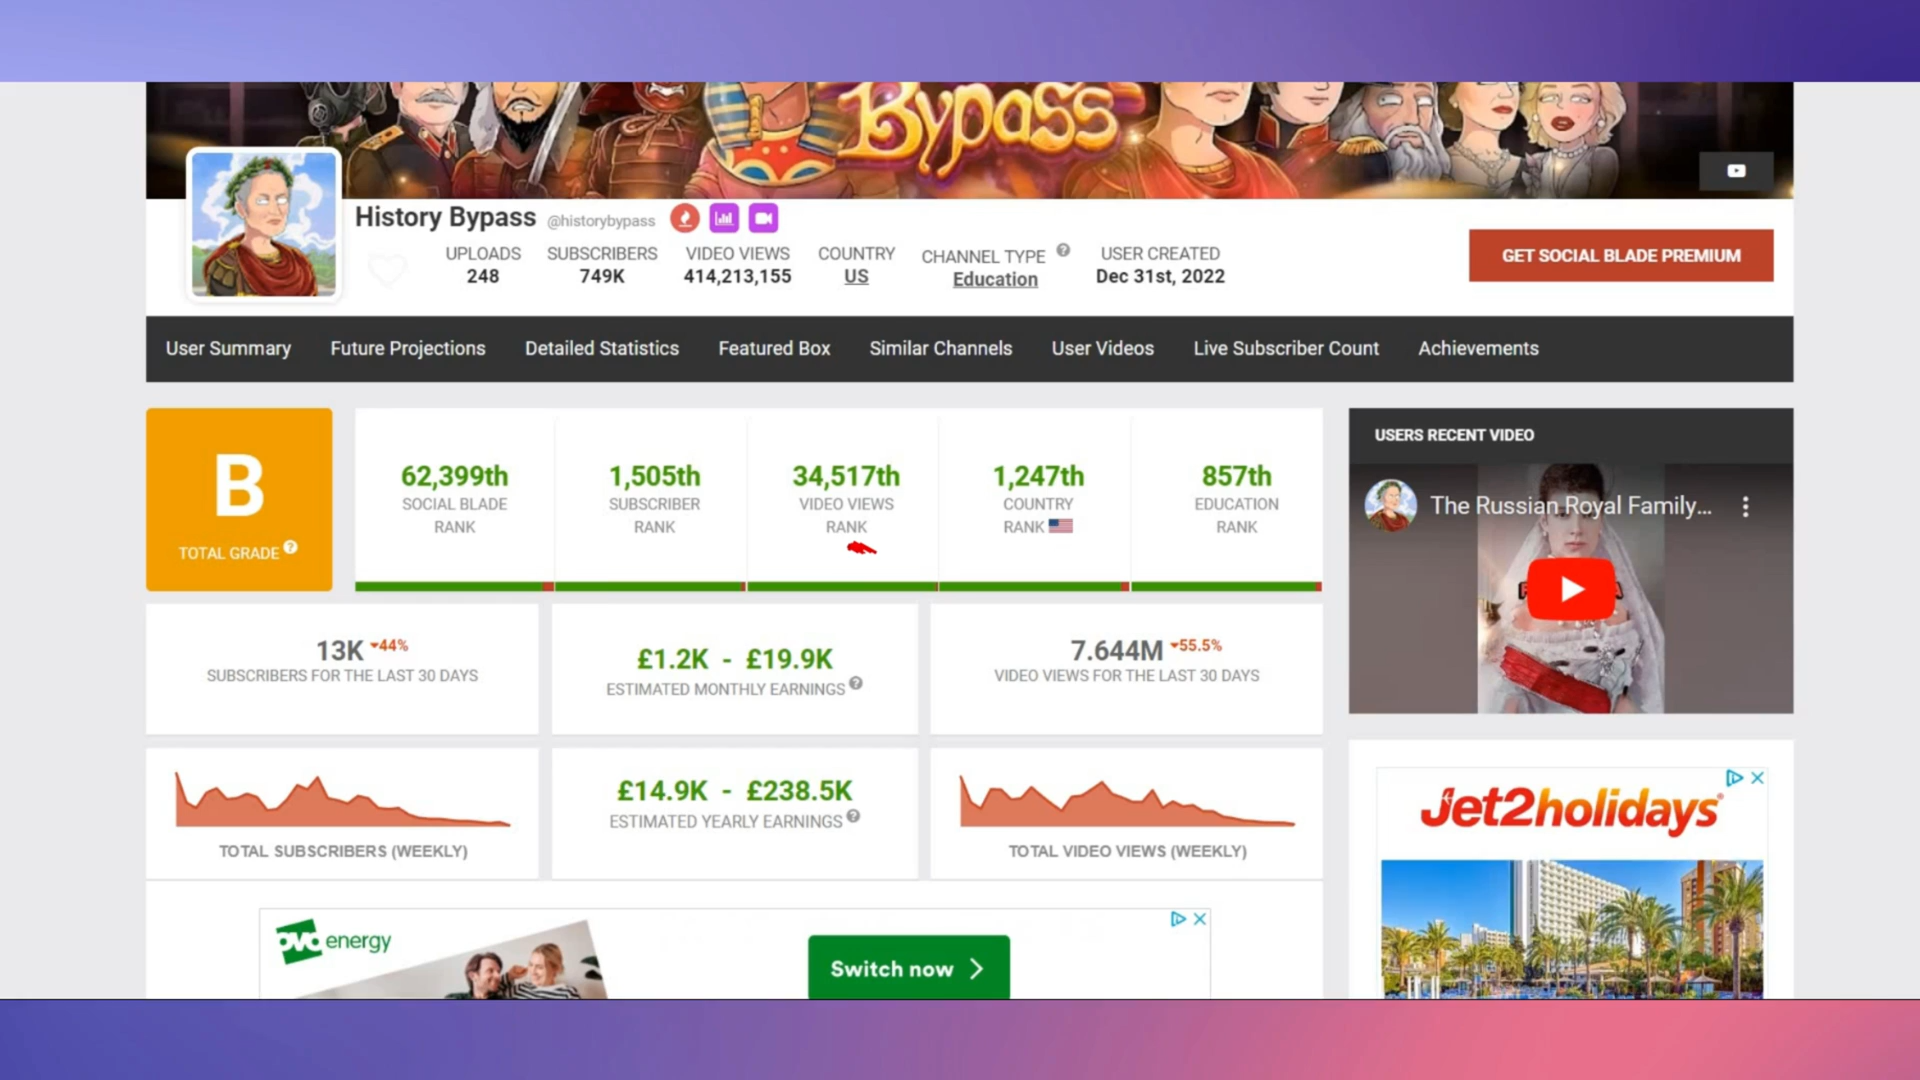 Bypass
History Bypass @historybypass
UPLOADS SUBSCRIBERS VIDEO VIEWS COUNTRY CHANNEL TYPE USER CREATED
248 749K 414,213,155 US Education Dec 31st, 2022
GET SOCIAL BLADE PREMIUM
User Summary Future Projections Detailed Statistics Featured Box Similar Channels User Videos Live Subscriber Count Achievements
B
TOTAL GRADE ?
62,399th
SOCIAL BLADE
RANK
1,505th
SUBSCRIBER
RANK
34,517th
VIDEO VIEWS
RANK
1,247th
COUNTRY
RANK
857th
EDUCATION
RANK
USERS RECENT VIDEO
The Russian Royal Family...
13K 44%
SUBSCRIBERS FOR THE LAST 30 DAYS
£1.2K - £19.9K
ESTIMATED MONTHLY EARNINGS ?
7.644M 55.5%
VIDEO VIEWS FOR THE LAST 30 DAYS
TOTAL SUBSCRIBERS (WEEKLY)
£14.9K - £238.5K
ESTIMATED YEARLY EARNINGS ?
TOTAL VIDEO VIEWS (WEEKLY)
Jet2holidays
ovo energy
Switch now